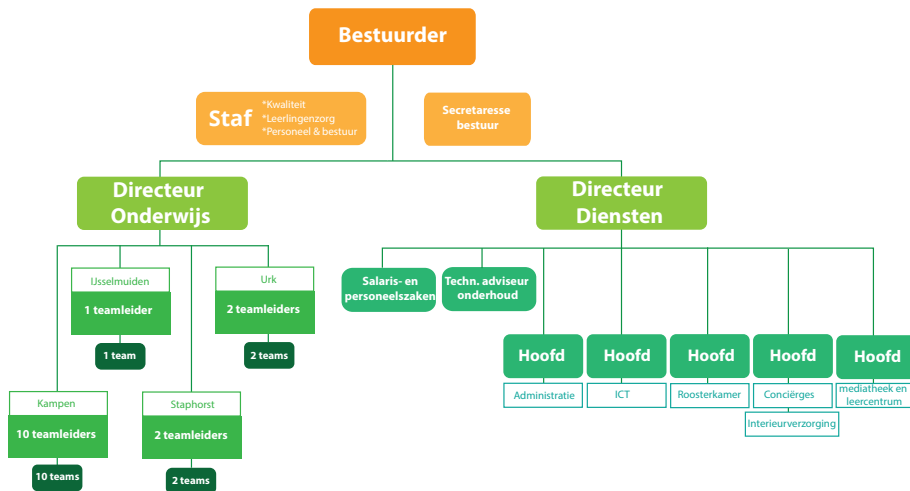 Bestuurder
Staf
*Kwaliteit
*Leerlingenzorg
*Personeel & bestuur
Secretaresse
bestuur
Directeur
Onderwijs
Directeur
Diensten
IJsselmuiden
1 teamleider
1 team
Urk
2 teamleiders
2 teams
Kampen
10 teamleiders
10 teams
Staphorst
2 teamleiders
2 teams
Salaris- en
personeelszaken
Techn. adviseur
onderhoud
Hoofd
Administratie
Hoofd
ICT
Hoofd
Roosterkamer
Hoofd
Conciërges
Interieurverzorging
Hoofd
mediatheek en
leercentrum